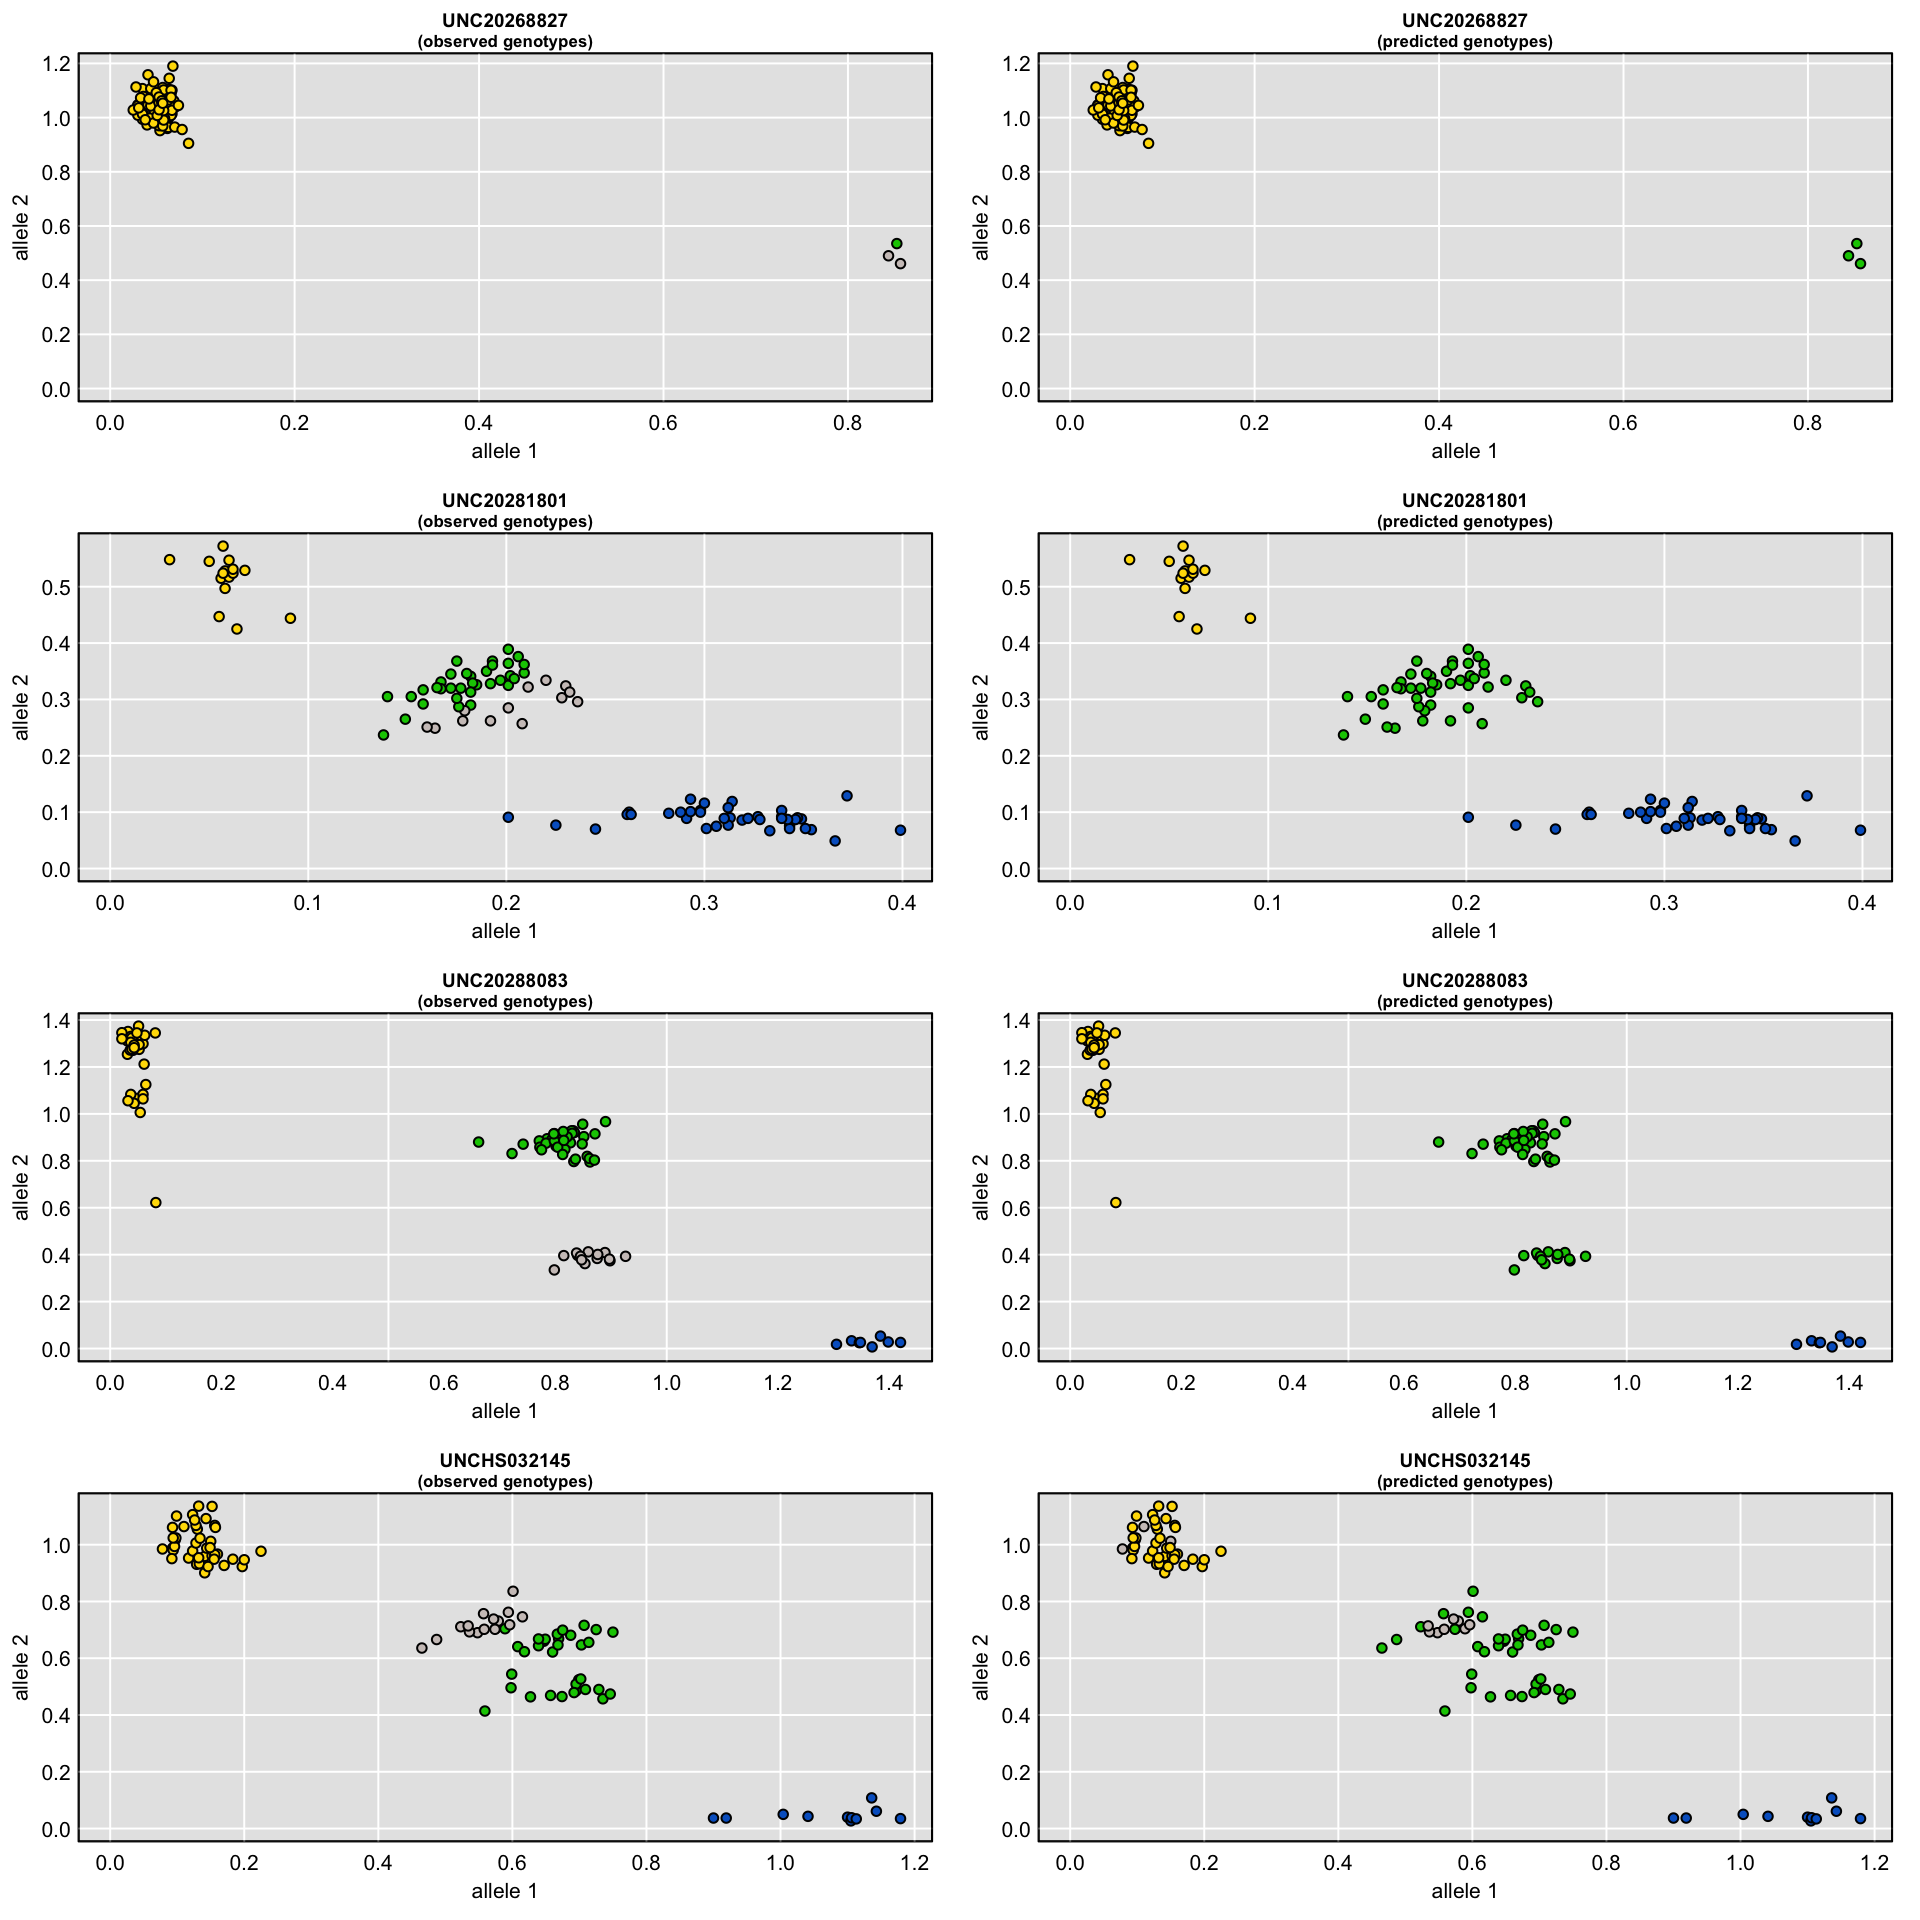 UNC20268827
(observed genotypes)
1.2
1.0
0.8
0.6
0.4
0.2
0.0
allele 2
0.0 0.2 0.4 0.6 0.8
allele 1
UNC20268827
(predicted genotypes)
1.2
1.0
0.8
0.6
0.4
0.2
0.0
allele 2
0.0 0.2 0.4 0.6 0.8
allele 1
UNC20281801
(observed genotypes)
0.5
0.4
0.3
0.2
0.1
0.0
allele 2
0.0 0.1 0.2 0.3 0.4
allele 1
UNC20281801
(predicted genotypes)
0.5
0.4
0.3
0.2
0.1
0.0
allele 2
0.0 0.1 0.2 0.3 0.4
allele 1
UNC20288083
(observed genotypes)
1.4
1.2
1.0
0.8
0.6
0.4
0.2
0.0
allele 2
0.0 0.2 0.4 0.6 0.8 1.0 1.2 1.4
allele 1
UNC20288083
(predicted genotypes)
1.4
1.2
1.0
0.8
0.6
0.4
0.2
0.0
allele 2
0.0 0.2 0.4 0.6 0.8 1.0 1.2 1.4
allele 1
UNCHS032145
(observed genotypes)
1.0
0.8
0.6
0.4
0.2
0.0
allele 2
0.0 0.2 0.4 0.6 0.8 1.0 1.2
allele 1
UNCHS032145
(predicted genotypes)
1.0
0.8
0.6
0.4
0.2
0.0
allele 2
0.0 0.2 0.4 0.6 0.8 1.0 1.2
allele 1